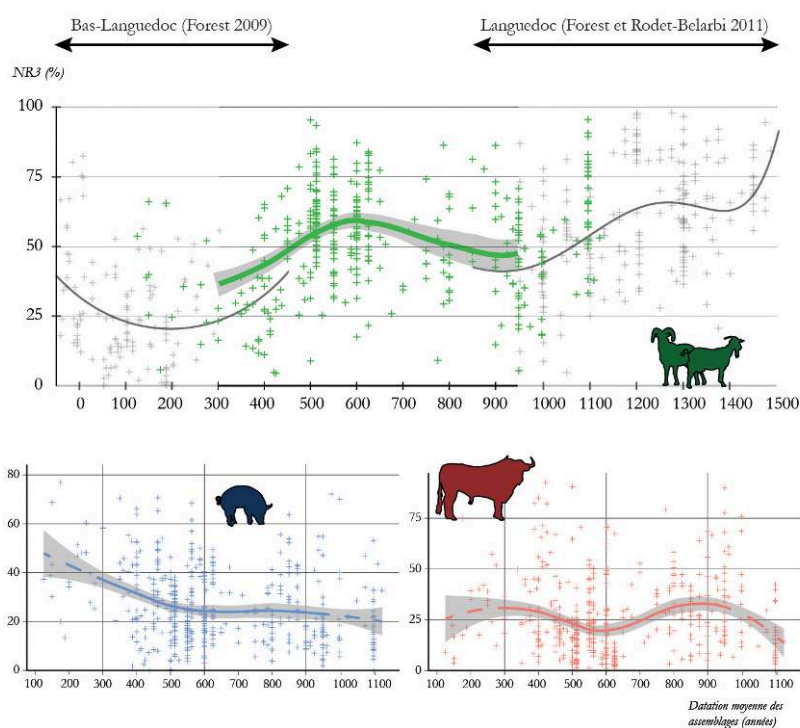 Bas-Languedoc (Forest 2009) Languedoc (Forest et Rodet-Belarbi 2011)
NR3 (%)
100
75
50
25
0
0 100 200 300 400 500 600 700 800 900 1000 1100 1200 1300 1400 1500
80
60
40
20
0
100 200 300 400 500 600 700 800 900 1000 1100
75
50
25
0
100 200 300 400 500 600 700 800 900 1000 1100
Datation moyenne des
assemblages (années)